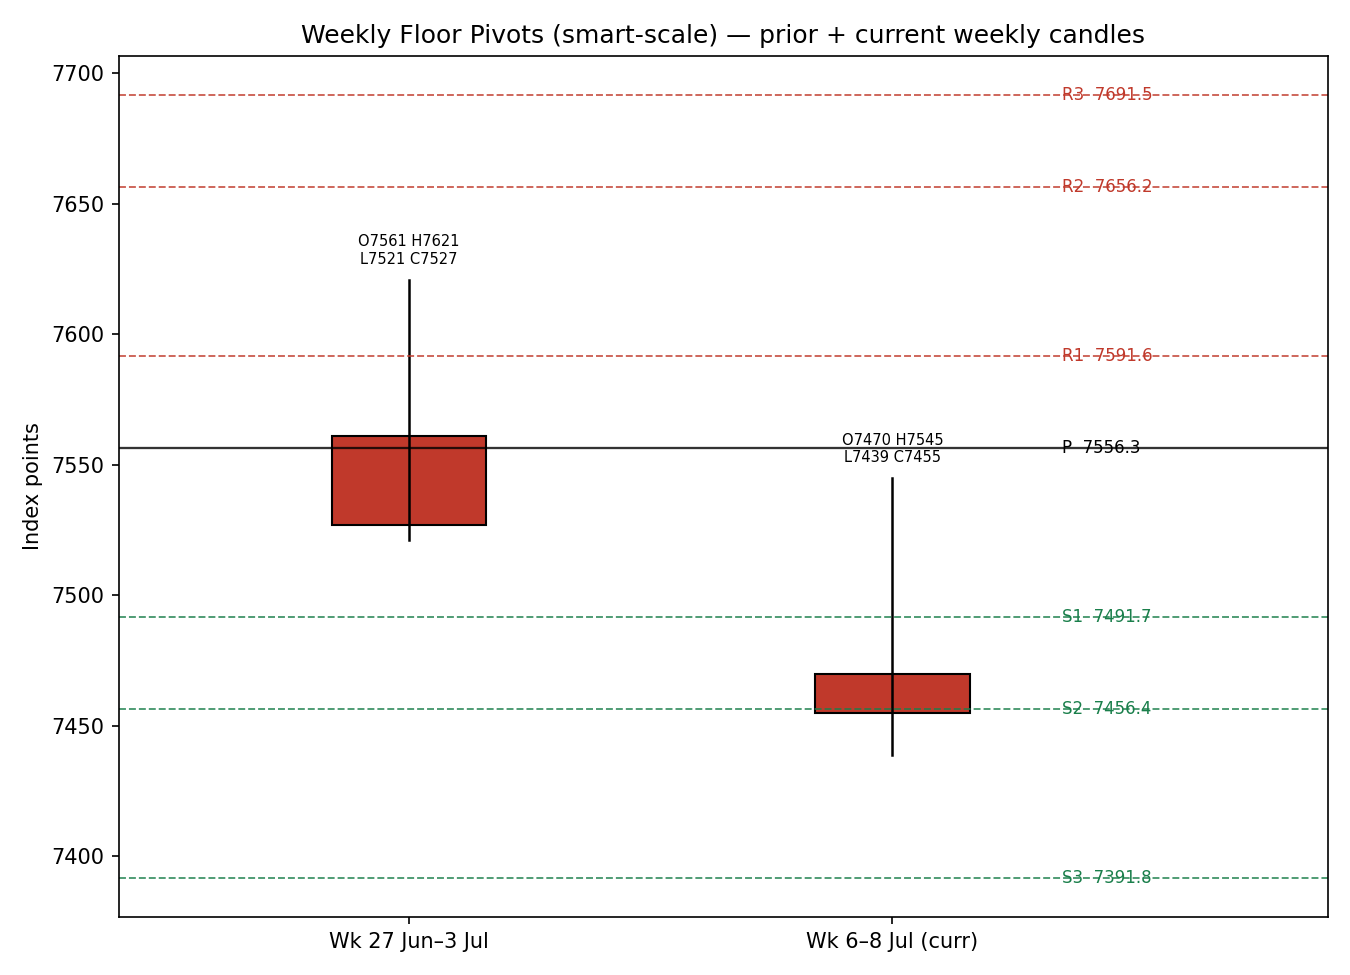 Weekly Floor Pivots (smart-scale) — prior + current weekly candles
Index points
7700
7650
7600
7550
7500
7450
7400
R3 7691.5
R2 7656.2
O7561 H7621
L7521 C7527
R1 7591.6
O7470 H7545
L7439 C7455
P 7556.3
S1 7491.7
S2 7456.4
S3 7391.8
Wk 27 Jun–3 Jul
Wk 6–8 Jul (curr)